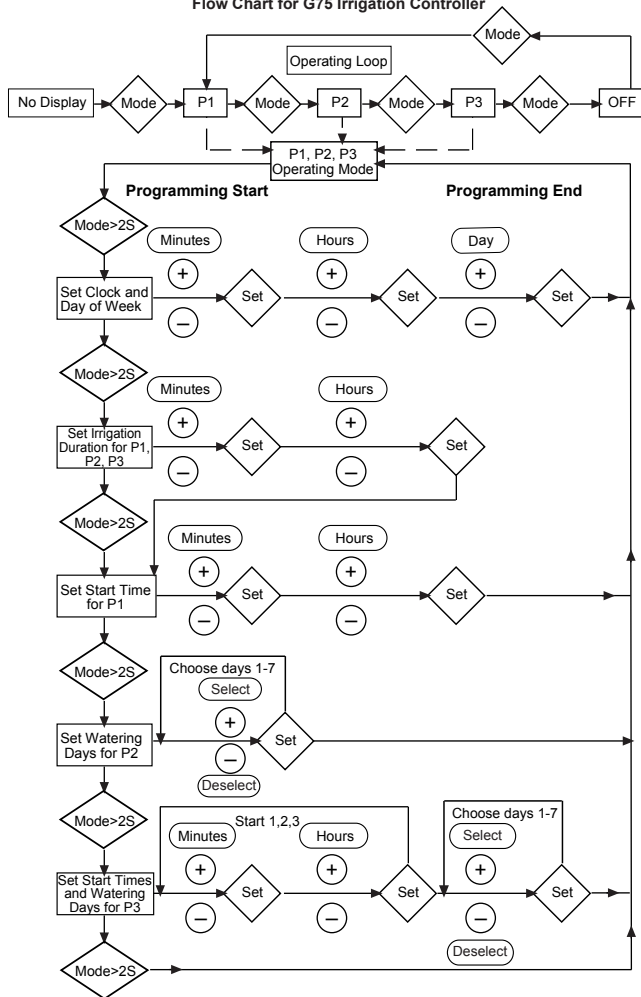 Flow Chart for G75 Irrigation Controller
Mode
Operating Loop
No Display
Mode
P1
Mode
P2
Mode
P3
Mode
OFF
P1, P2, P3
Operating Mode
Programming Start
Programming End
Mode>2S
Minutes
Hours
Day
+
+
+
Set Clock and
Day of Week
Set
Set
Set
–
–
–
Mode>2S
Minutes
Hours
+
+
Set Irrigation
Duration for P1,
P2, P3
Set
Set
–
–
Mode>2S
Minutes
Hours
+
+
Set Start Time
for P1
Set
Set
–
–
Mode>2S
Choose days 1-7
Select
+
Set Watering
Days for P2
Set
–
Deselect
Mode>2S
Start 1,2,3
Choose days 1-7
Minutes
Hours
Select
+
+
+
Set Start Times
and Watering
Days for P3
Set
Set
Set
–
–
–
Deselect
Mode>2S